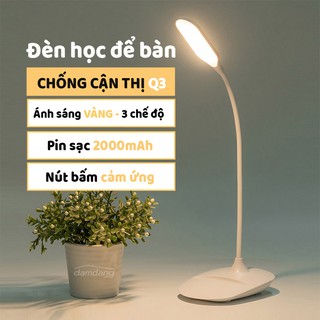 Đèn học để bàn
CHỐNG CẬN THỊ Q3
Ánh sáng VÀNG - 3 chế độ
Pin sạc 2000mAh
Nút bấm cảm ứng
damdang